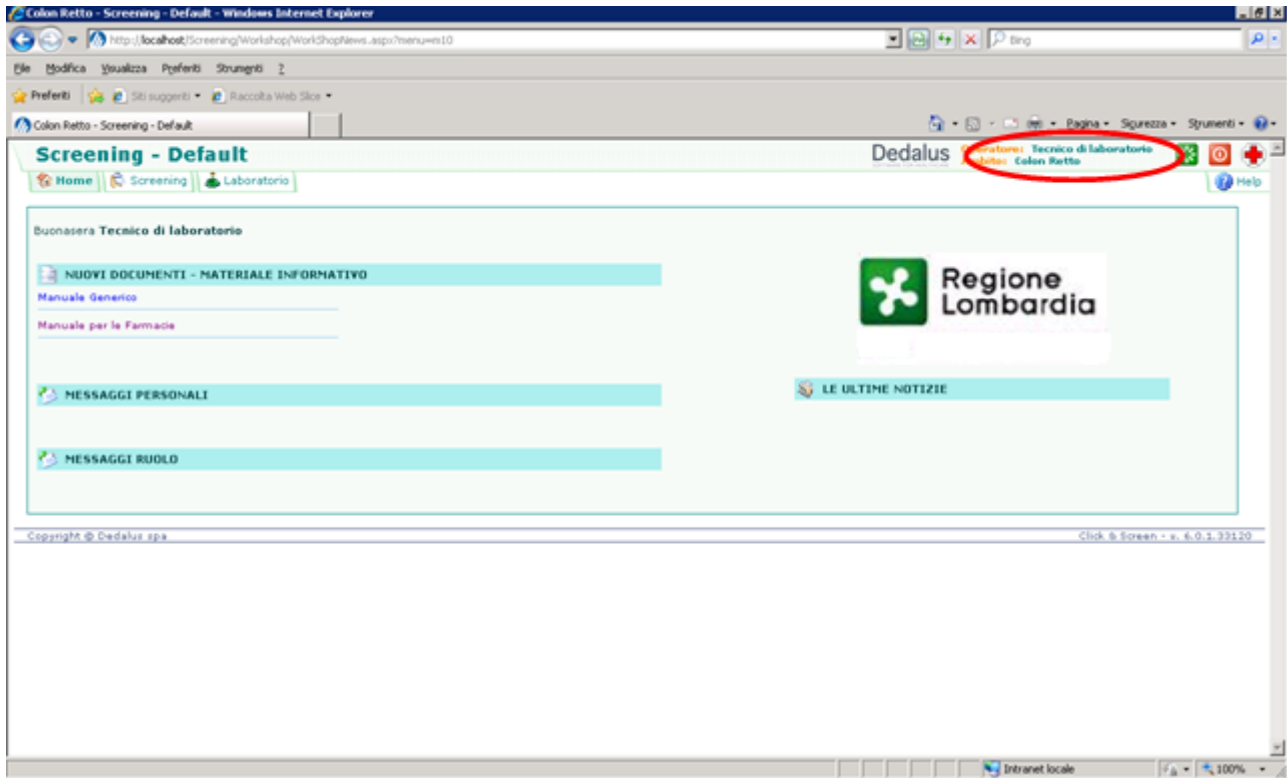 Colon Retto - Screening - Default - Windows Internet Explorer
http://localhost/Screening/Workshop/WorkShopNews.aspx?menu=m10
Bing
File Modifica Visualizza Preferiti Strumenti ?
Preferiti Siti suggeriti Raccolta Web Slice
Colon Retto - Screening - Default
Pagina Sicurezza Strumenti
Screening - Default
Dedalus
Tecnico di laboratorio
Colon Retto
Home Screening Laboratorio
Help
Buonasera Tecnico di laboratorio
NUOVI DOCUMENTI - MATERIALE INFORMATIVO
Manuale Generico
Manuale per le Farmacie
Regione
Lombardia
MESSAGGI PERSONALI
LE ULTIME NOTIZIE
MESSAGGI RUOLO
Copyright © Dedalus spa
Click & Screen - v. 6.0.1.33120
Intranet locale
100%